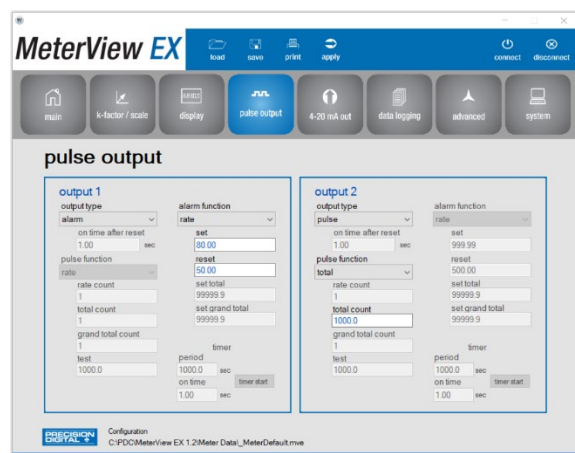 MeterView EX
load save print apply connect disconnect
main k-factor / scale display pulse output 4-20 mA out data logging advanced system
pulse output
output 1
output type alarm function
alarm rate
on time after reset set
1.00 sec 80.00
pulse function reset
rate 50.00
rate count set total
1 99999.9
total count set grand total
1 99999.9
grand total count
1 timer
test period
1000.0 1000.0 sec
on time timer start
1.00 sec
output 2
output type alarm function
pulse rate
on time after reset set
1.00 sec 999.99
pulse function reset
total 500.00
rate count set total
1 99999.9
total count set grand total
1000.0 99999.9
grand total count
1 timer
test period
1000.0 1000.0 sec
on time timer start
1.00 sec
PRECISION
DIGITAL
Configuration
C:\PDC\MeterView EX 1.2\Meter Data\_MeterDefault.mve